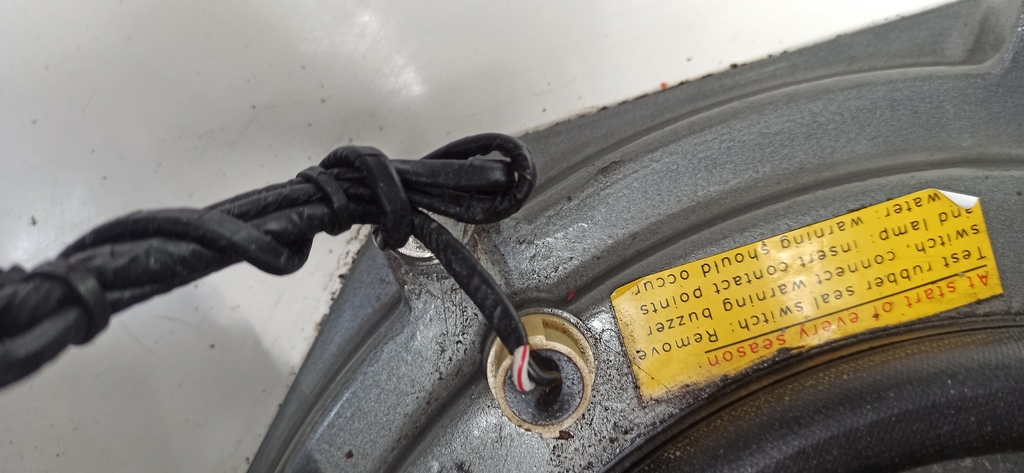 At start of every season
Test rubber seal switch: Remove
switch, connect warning buzzer
and lamp: insert contact points
water: warning should occur